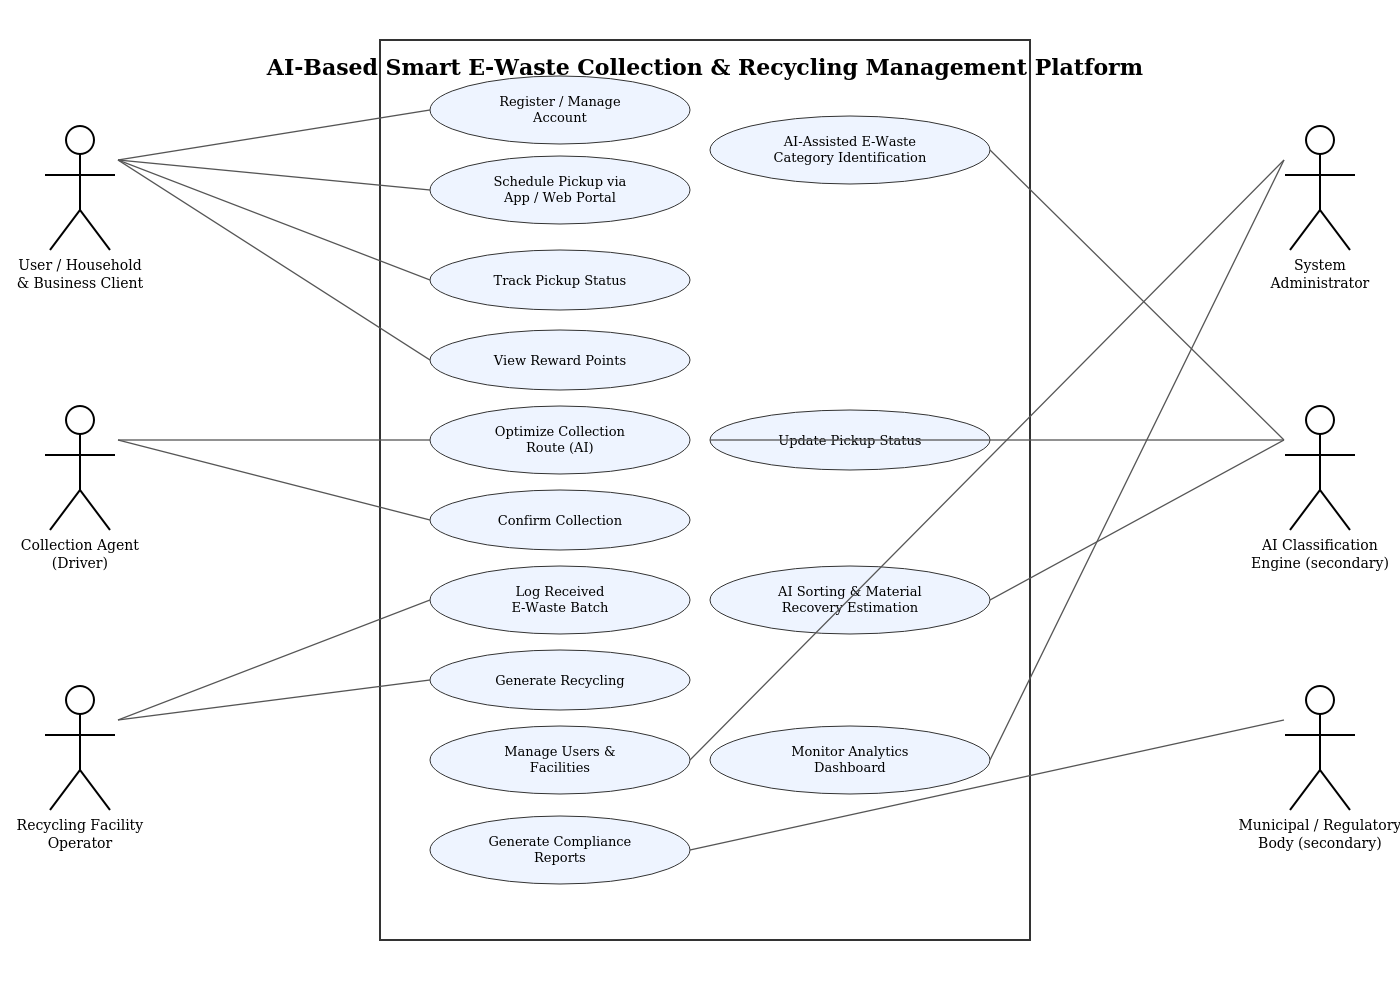 AI-Based Smart E-Waste Collection & Recycling Management Platform
Register / Manage
Account
AI-Assisted E-Waste
Category Identification
Schedule Pickup via
App / Web Portal
User / Household
& Business Client
Track Pickup Status
System
Administrator
View Reward Points
Optimize Collection
Route (AI)
Update Pickup Status
Collection Agent
(Driver)
Confirm Collection
AI Classification
Engine (secondary)
Log Received
E-Waste Batch
AI Sorting & Material
Recovery Estimation
Generate Recycling
Manage Users &
Facilities
Monitor Analytics
Dashboard
Recycling Facility
Operator
Generate Compliance
Reports
Municipal / Regulatory
Body (secondary)